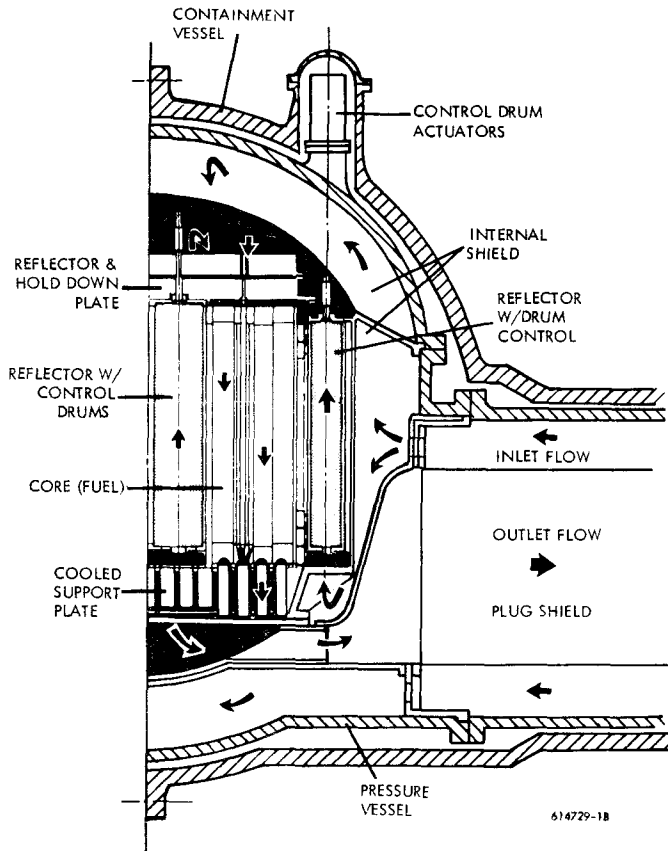 CONTAINMENT
VESSEL
CONTROL DRUM
ACTUATORS
INTERNAL
SHIELD
REFLECTOR &
HOLD DOWN
PLATE
REFLECTOR
W/DRUM
CONTROL
REFLECTOR W/
CONTROL
DRUMS
INLET FLOW
CORE (FUEL)
OUTLET FLOW
COOLED
SUPPORT
PLATE
PLUG SHIELD
PRESSURE
VESSEL
614729-1B